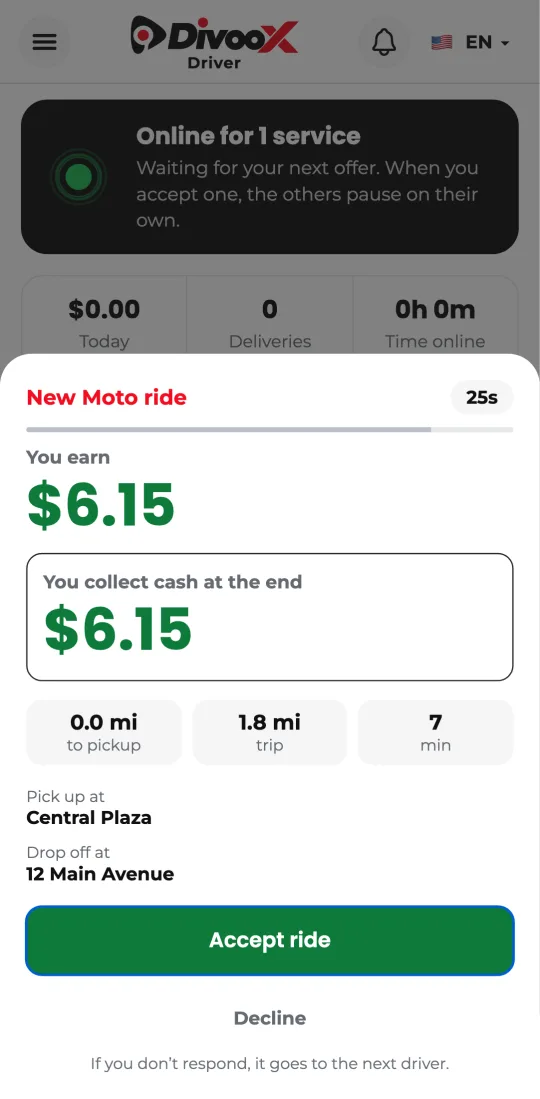 DivooX
Driver
EN
Online for 1 service
Waiting for your next offer. When you
accept one, the others pause on their
own.
$0.00
0
0h 0m
Today
Deliveries
Time online
New Moto ride
25s
You earn
$6.15
You collect cash at the end
$6.15
0.0 mi
1.8 mi
7
to pickup
trip
min
Pick up at
Central Plaza
Drop off at
12 Main Avenue
Accept ride
Decline
If you don’t respond, it goes to the next driver.